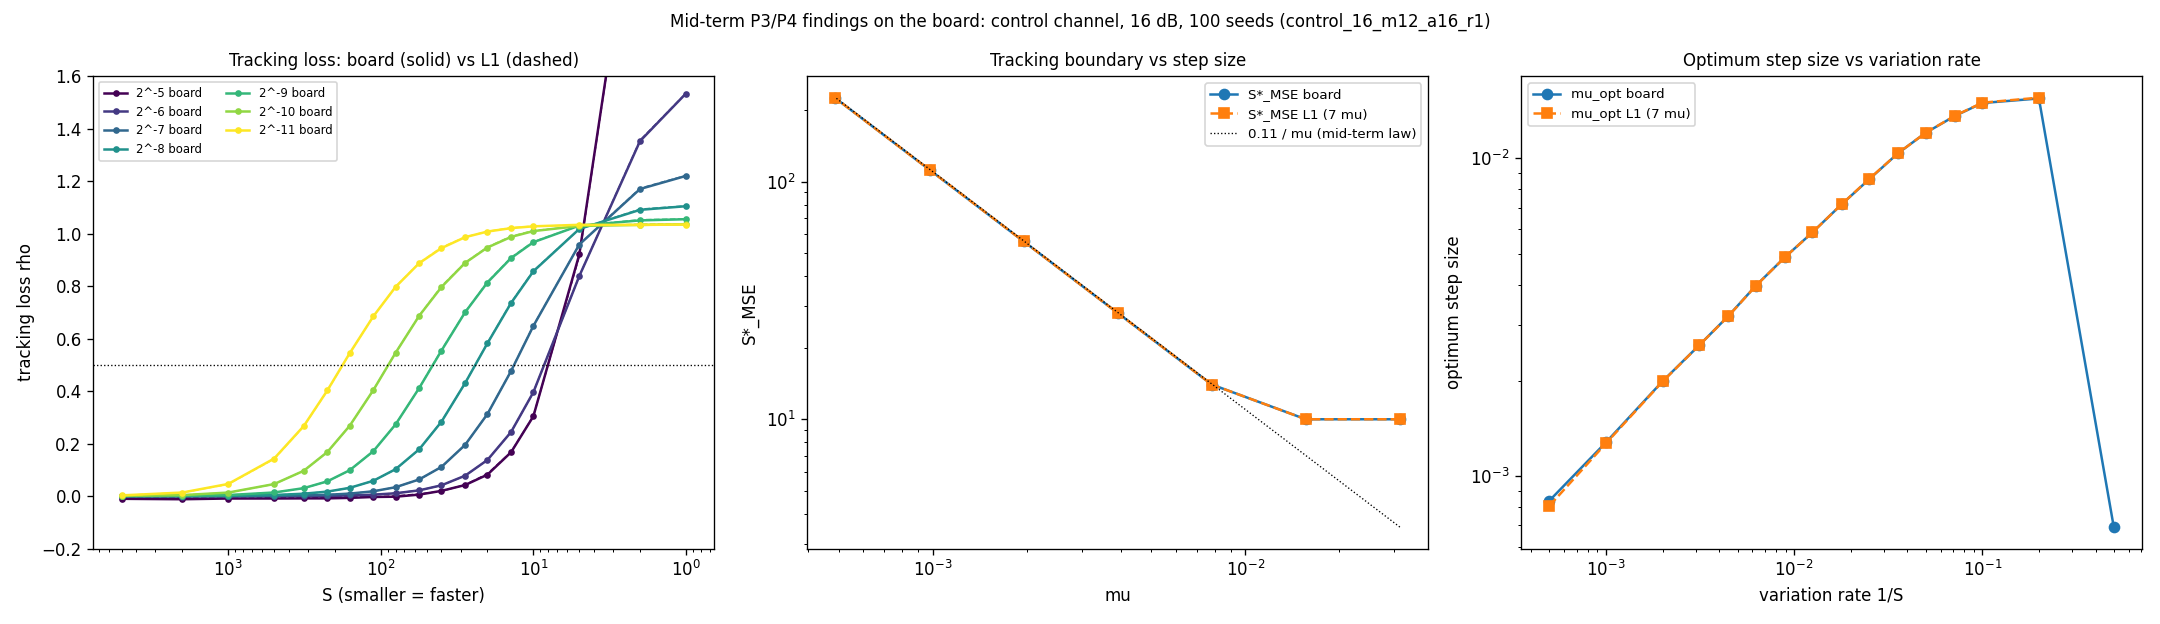 Mid-term P3/P4 findings on the board: control channel, 16 dB, 100 seeds (control_16_m12_a16_r1)
Tracking loss: board (solid) vs L1 (dashed)
2^-5 board
2^-6 board
2^-7 board
2^-8 board
2^-9 board
2^-10 board
2^-11 board
tracking loss rho
1.6
1.4
1.2
1.0
0.8
0.6
0.4
0.2
0.0
−0.2
10^3
10^2
10^1
10^0
S (smaller = faster)
Tracking boundary vs step size
S*_MSE board
S*_MSE L1 (7 mu)
0.11 / mu (mid-term law)
S*_MSE
10^2
10^1
10^-3
10^-2
mu
Optimum step size vs variation rate
mu_opt board
mu_opt L1 (7 mu)
optimum step size
10^-2
10^-3
10^-3
10^-2
10^-1
variation rate 1/S